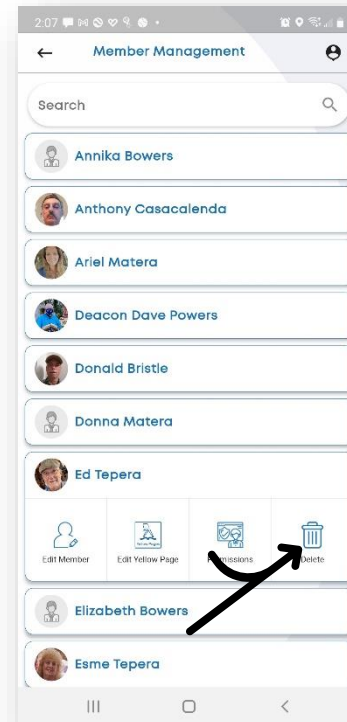 2:07
Member Management
Search
Annika Bowers
Anthony Casacalenda
Ariel Matera
Deacon Dave Powers
Donald Bristle
Donna Matera
Ed Tepera
Edit Member Edit Yellow Page Permissions Delete
Elizabeth Bowers
Esme Tepera